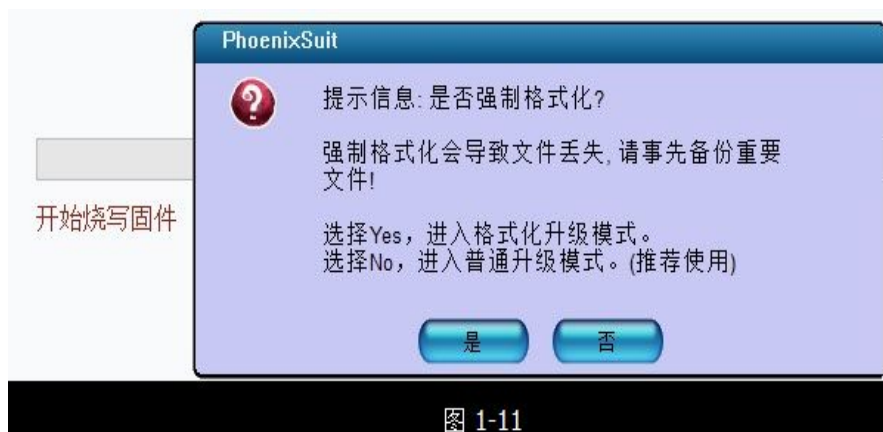 PhoenixSuit
提示信息: 是否强制格式化?
强制格式化会导致文件丢失, 请事先备份重要
文件!
开始烧写固件
选择Yes，进入格式化升级模式。
选择No，进入普通升级模式。(推荐使用)
是
否
图 1-11